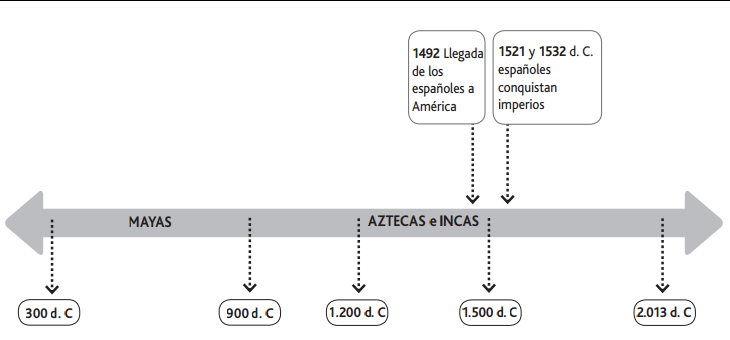 1492 Llegada
de los
españoles a
América
1521 y 1532 d. C.
españoles
conquistan
imperios
MAYAS
AZTECAS e INCAS
300 d. C
900 d. C
1.200 d. C
1.500 d. C
2.013 d. C